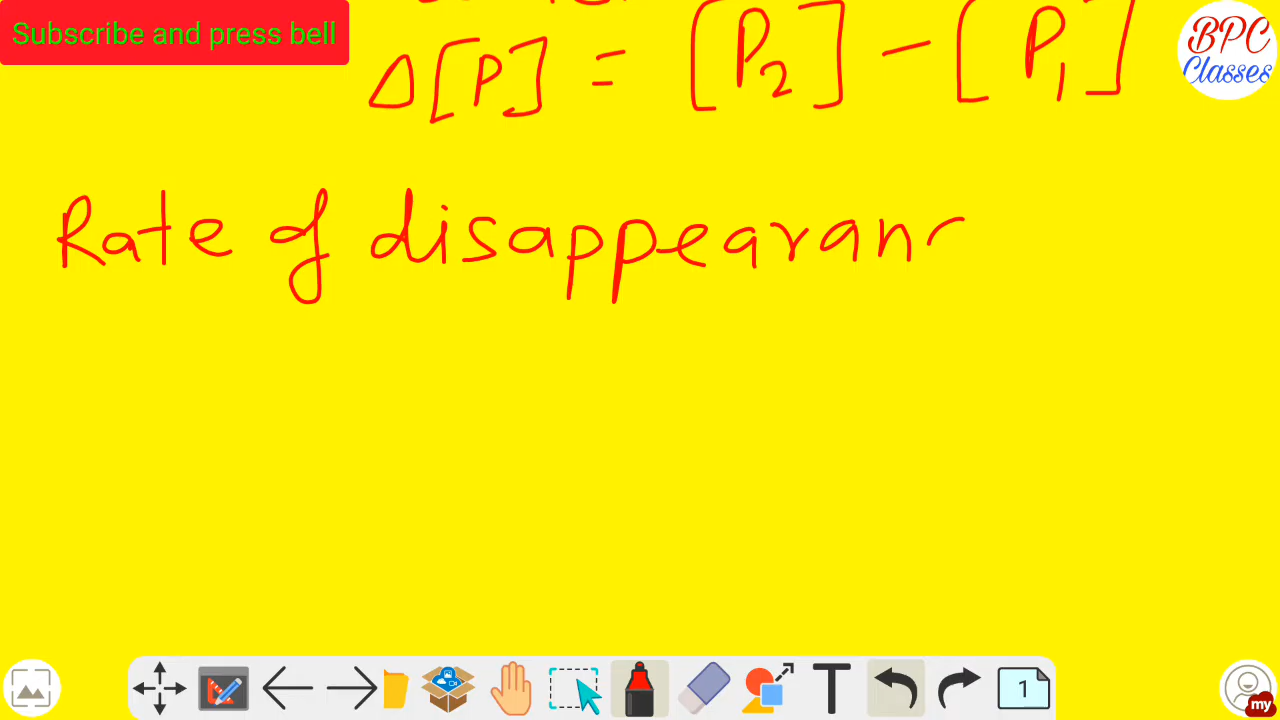 Subscribe and press bell
Δ[P] = [P2] - [P1]
BPC
Classes
Rate of disappearanc
1
my